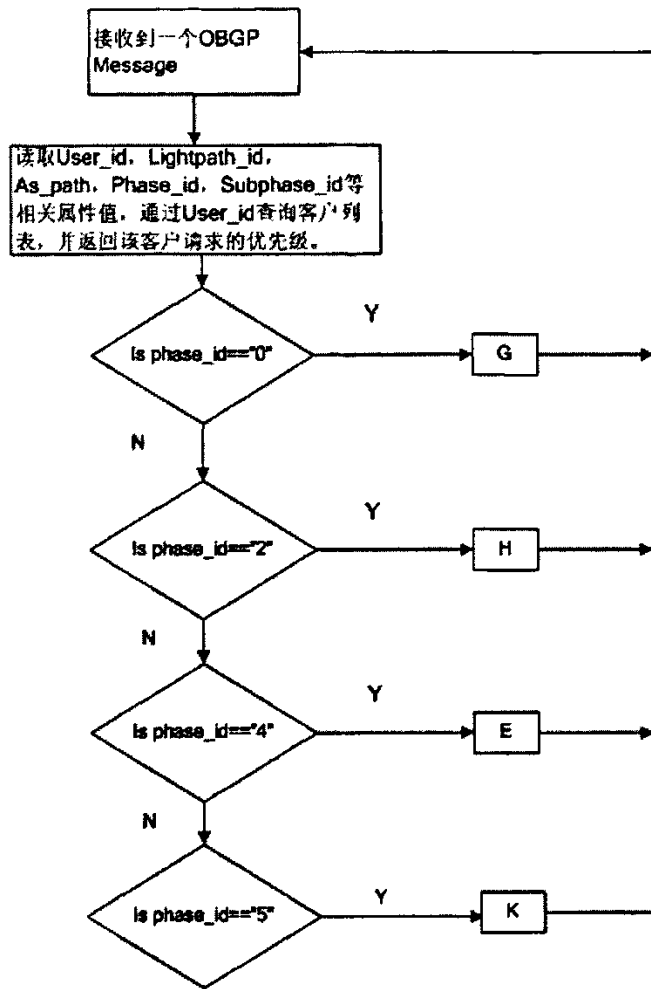 接收到一个OBGP
Message
读取User_id，Lightpath_id，
As_path，Phase_id，Subphase_id等
相关属性值，通过User_id查询客户列
表，并返回该客户请求的优先级。
Is phase_id=="0"
Y
G
N
Is phase_id=="2"
Y
H
N
Is phase_id=="4"
Y
E
N
Is phase_id=="5"
Y
K